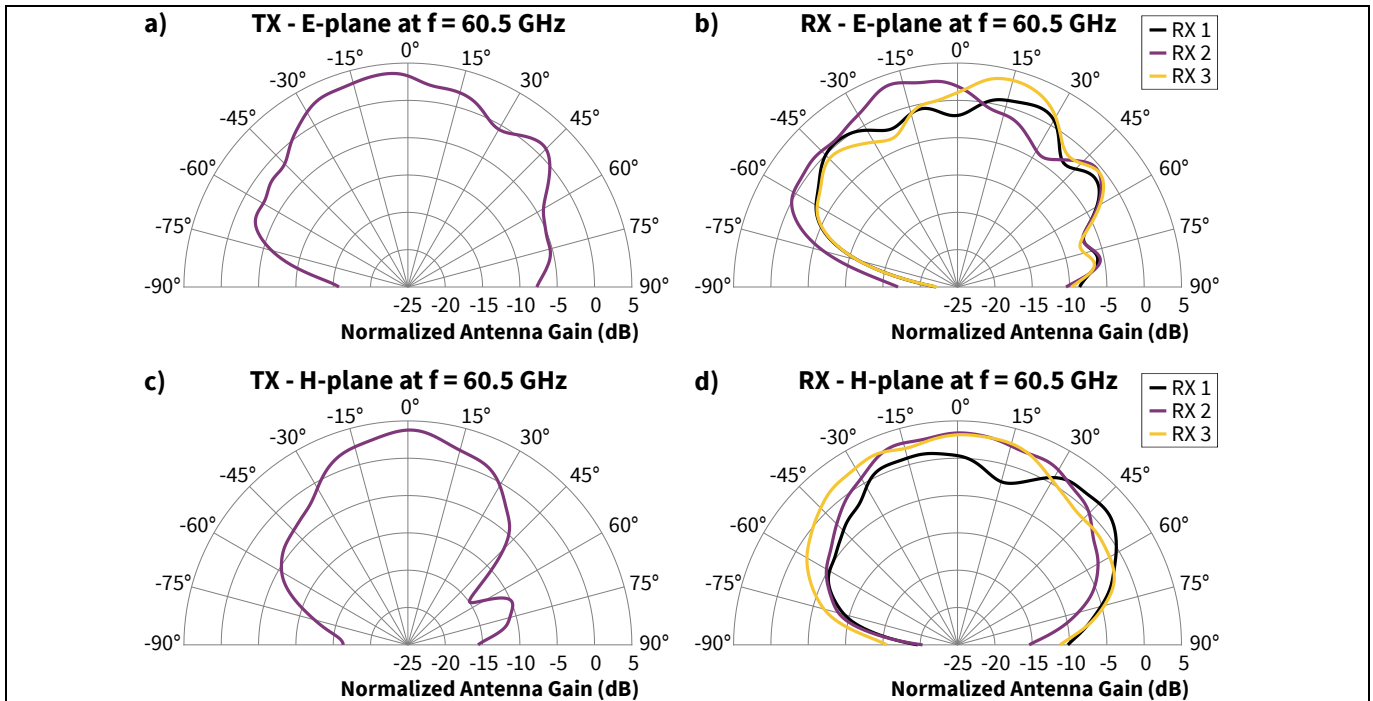 a) TX - E-plane at f = 60.5 GHz
-90° -75° -60° -45° -30° -15° 0° 15° 30° 45° 60° 75° 90°
-25 -20 -15 -10 -5 0 5
Normalized Antenna Gain (dB)
b) RX - E-plane at f = 60.5 GHz
RX 1
RX 2
RX 3
-90° -75° -60° -45° -30° -15° 0° 15° 30° 45° 60° 75° 90°
-25 -20 -15 -10 -5 0 5
Normalized Antenna Gain (dB)
c) TX - H-plane at f = 60.5 GHz
-90° -75° -60° -45° -30° -15° 0° 15° 30° 45° 60° 75° 90°
-25 -20 -15 -10 -5 0 5
Normalized Antenna Gain (dB)
d) RX - H-plane at f = 60.5 GHz
RX 1
RX 2
RX 3
-90° -75° -60° -45° -30° -15° 0° 15° 30° 45° 60° 75° 90°
-25 -20 -15 -10 -5 0 5
Normalized Antenna Gain (dB)